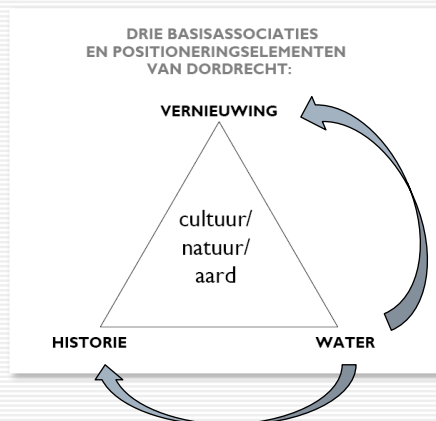 DRIE BASISASSOCIATIES
EN POSITIONERINGSELEMENTEN
VAN DORDRECHT:
VERNIEUWING
cultuur/
natuur/
aard
HISTORIE
WATER